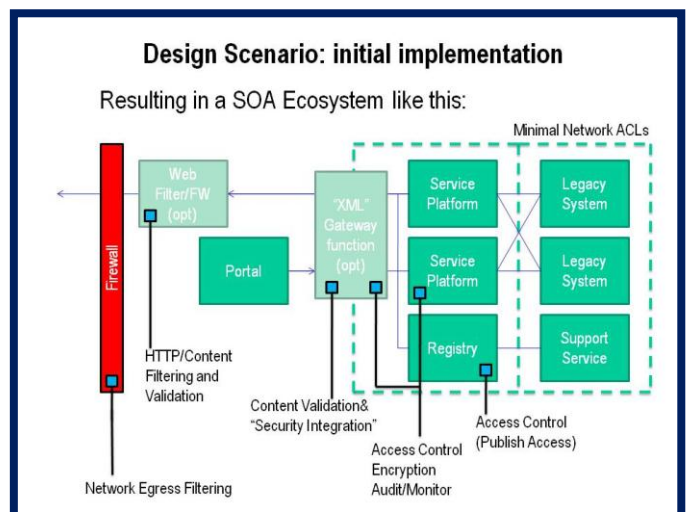 Design Scenario: initial implementation
Resulting in a SOA Ecosystem like this:
Minimal Network ACLs
Web
Filter/FW
(opt)
"XML"
Gateway
function
(opt)
Service
Platform
Legacy
System
Firewall
Portal
Service
Platform
Legacy
System
Registry
Support
Service
HTTP/Content
Filtering and
Validation
Content Validation&
"Security Integration"
Access Control
(Publish Access)
Access Control
Encryption
Audit/Monitor
Network Egress Filtering